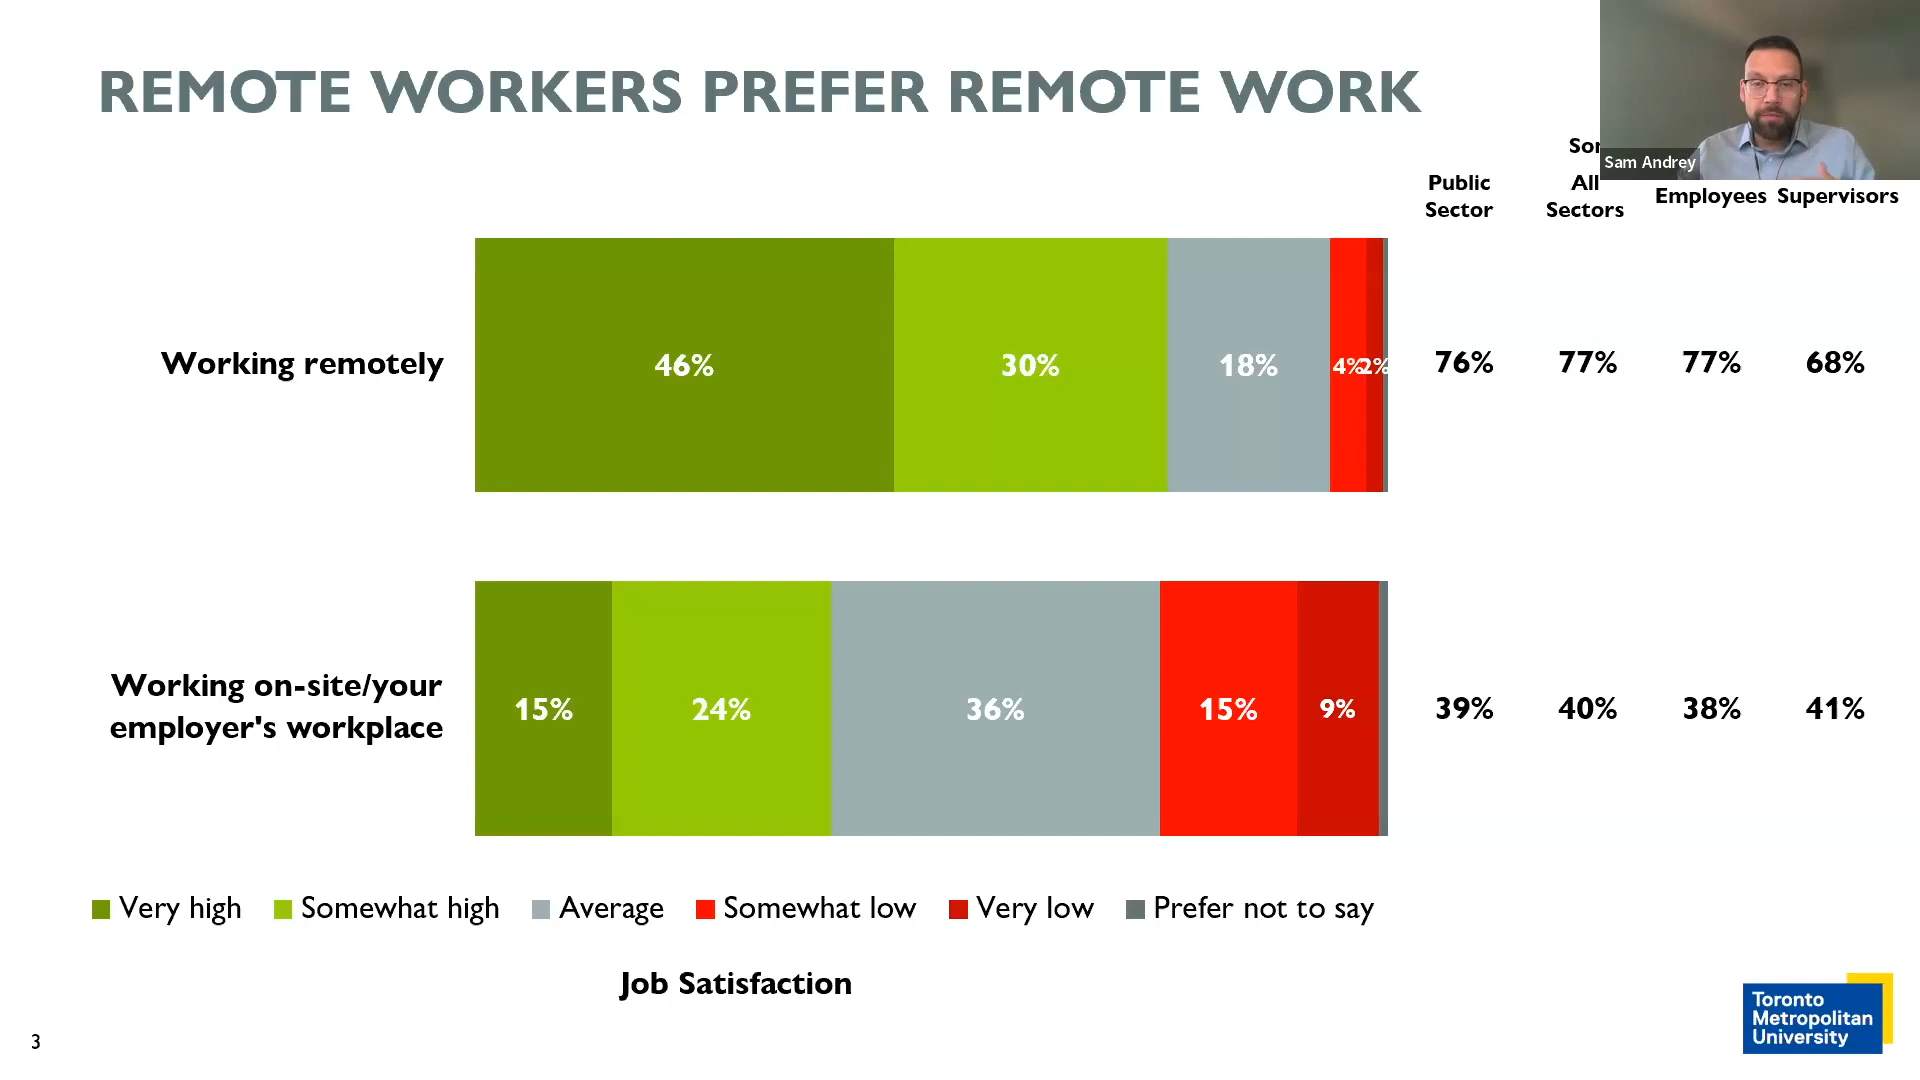 REMOTE WORKERS PREFER REMOTE WORK
Sam Andrey
Public
Sector
All
Sectors
Employees
Supervisors
Working remotely
46%
30%
18%
4%
2%
76%
77%
77%
68%
Working on-site/your
employer's workplace
15%
24%
36%
15%
9%
39%
40%
38%
41%
Very high
Somewhat high
Average
Somewhat low
Very low
Prefer not to say
Job Satisfaction
3
Toronto
Metropolitan
University